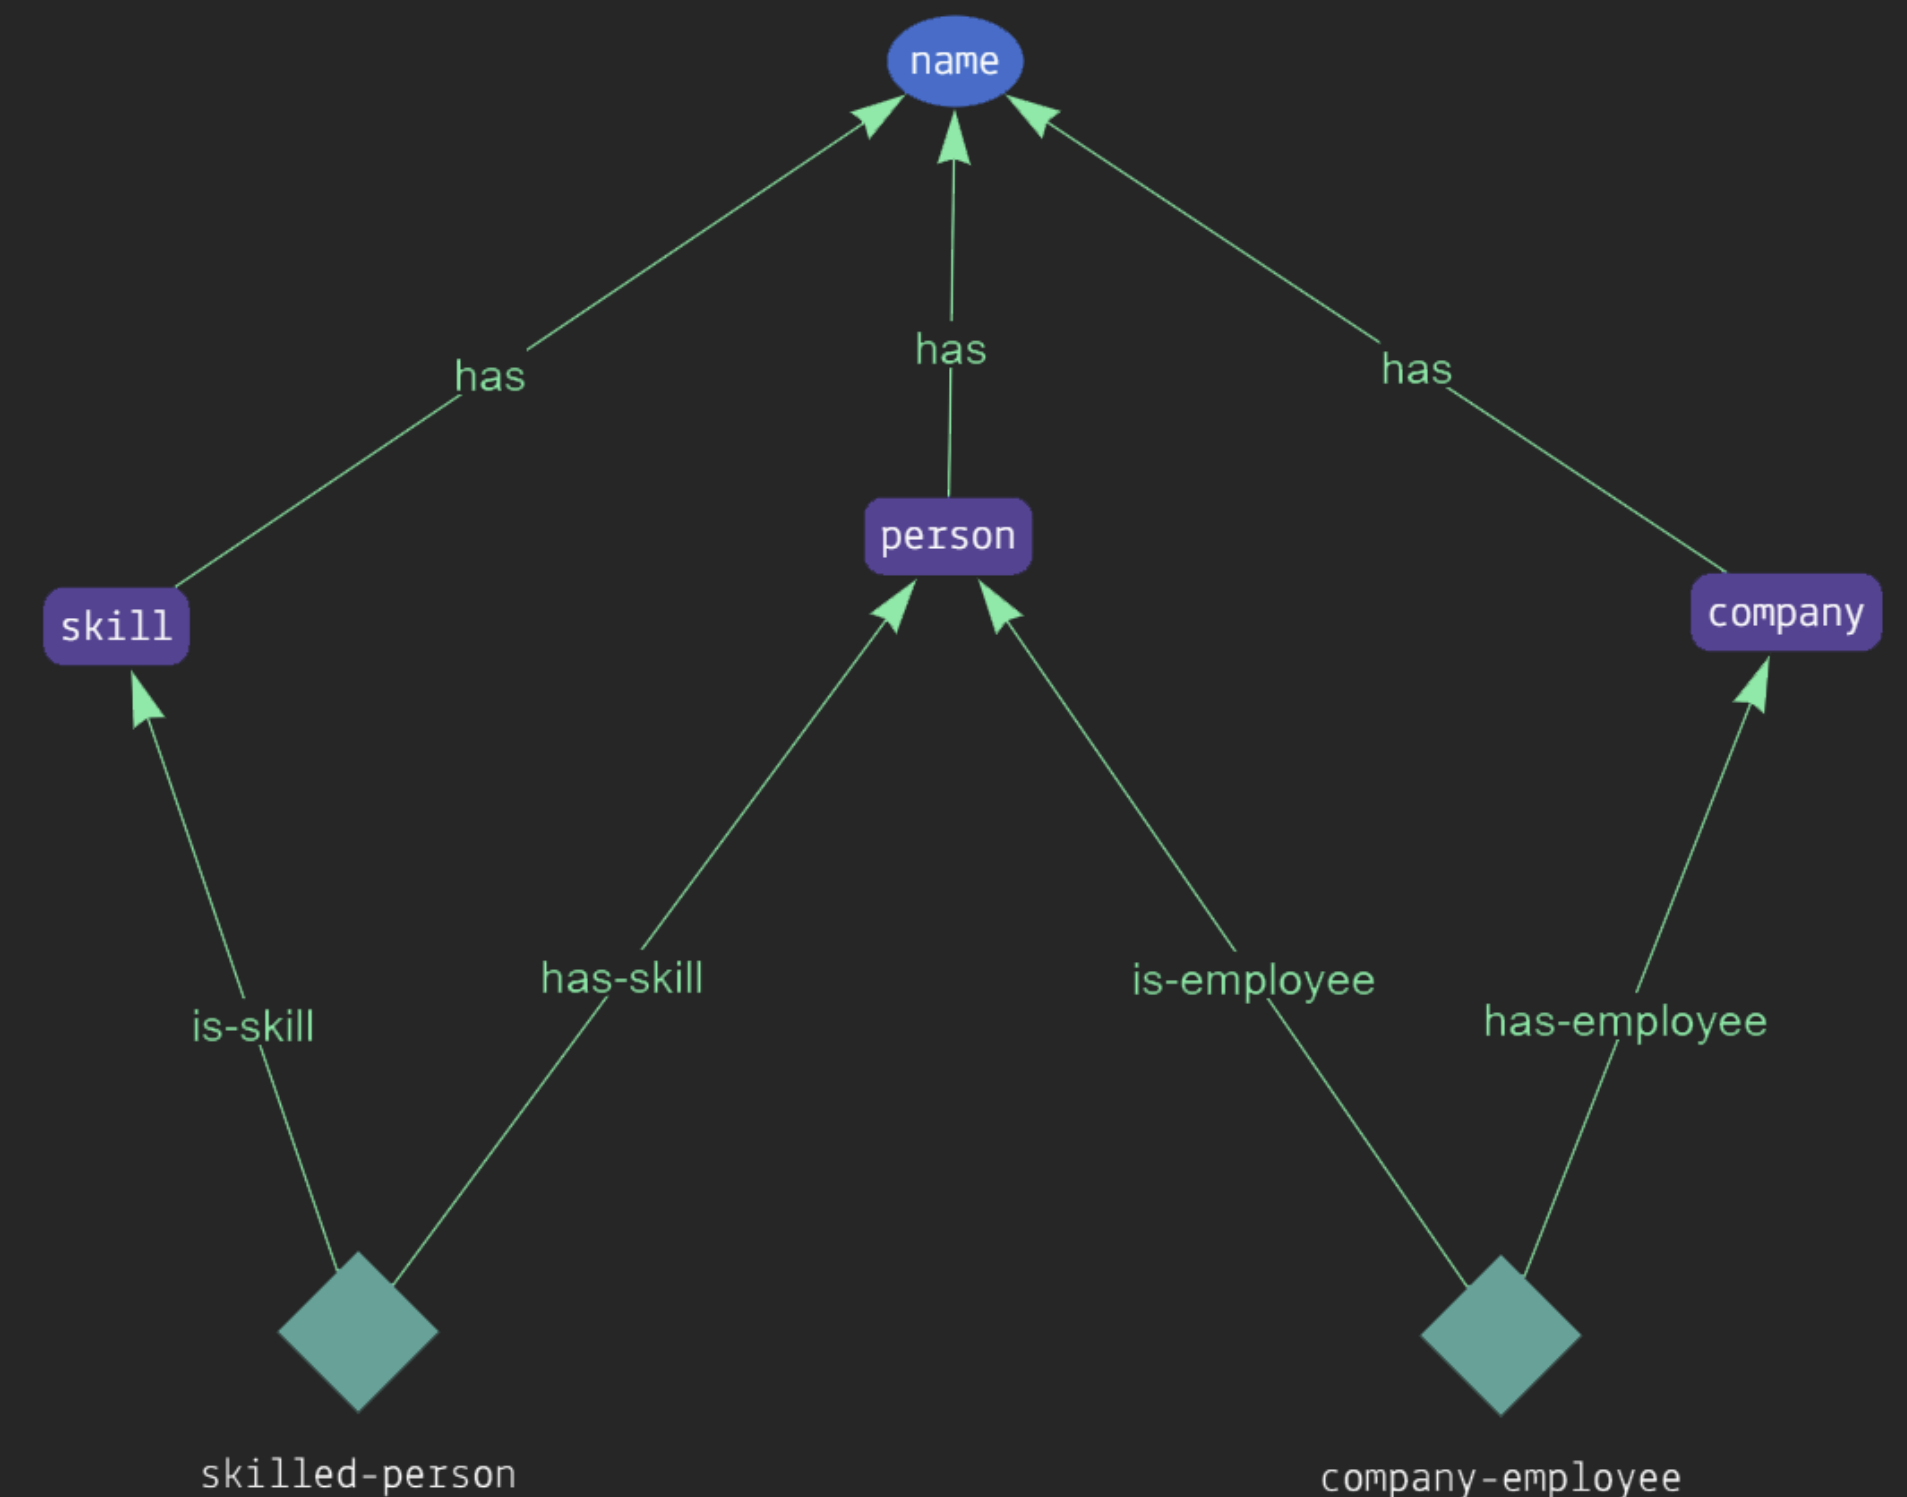 name
has
has
has
person
company
skill
has-skill
is-employee
has-employee
is-skill
skilled-person
company-employee